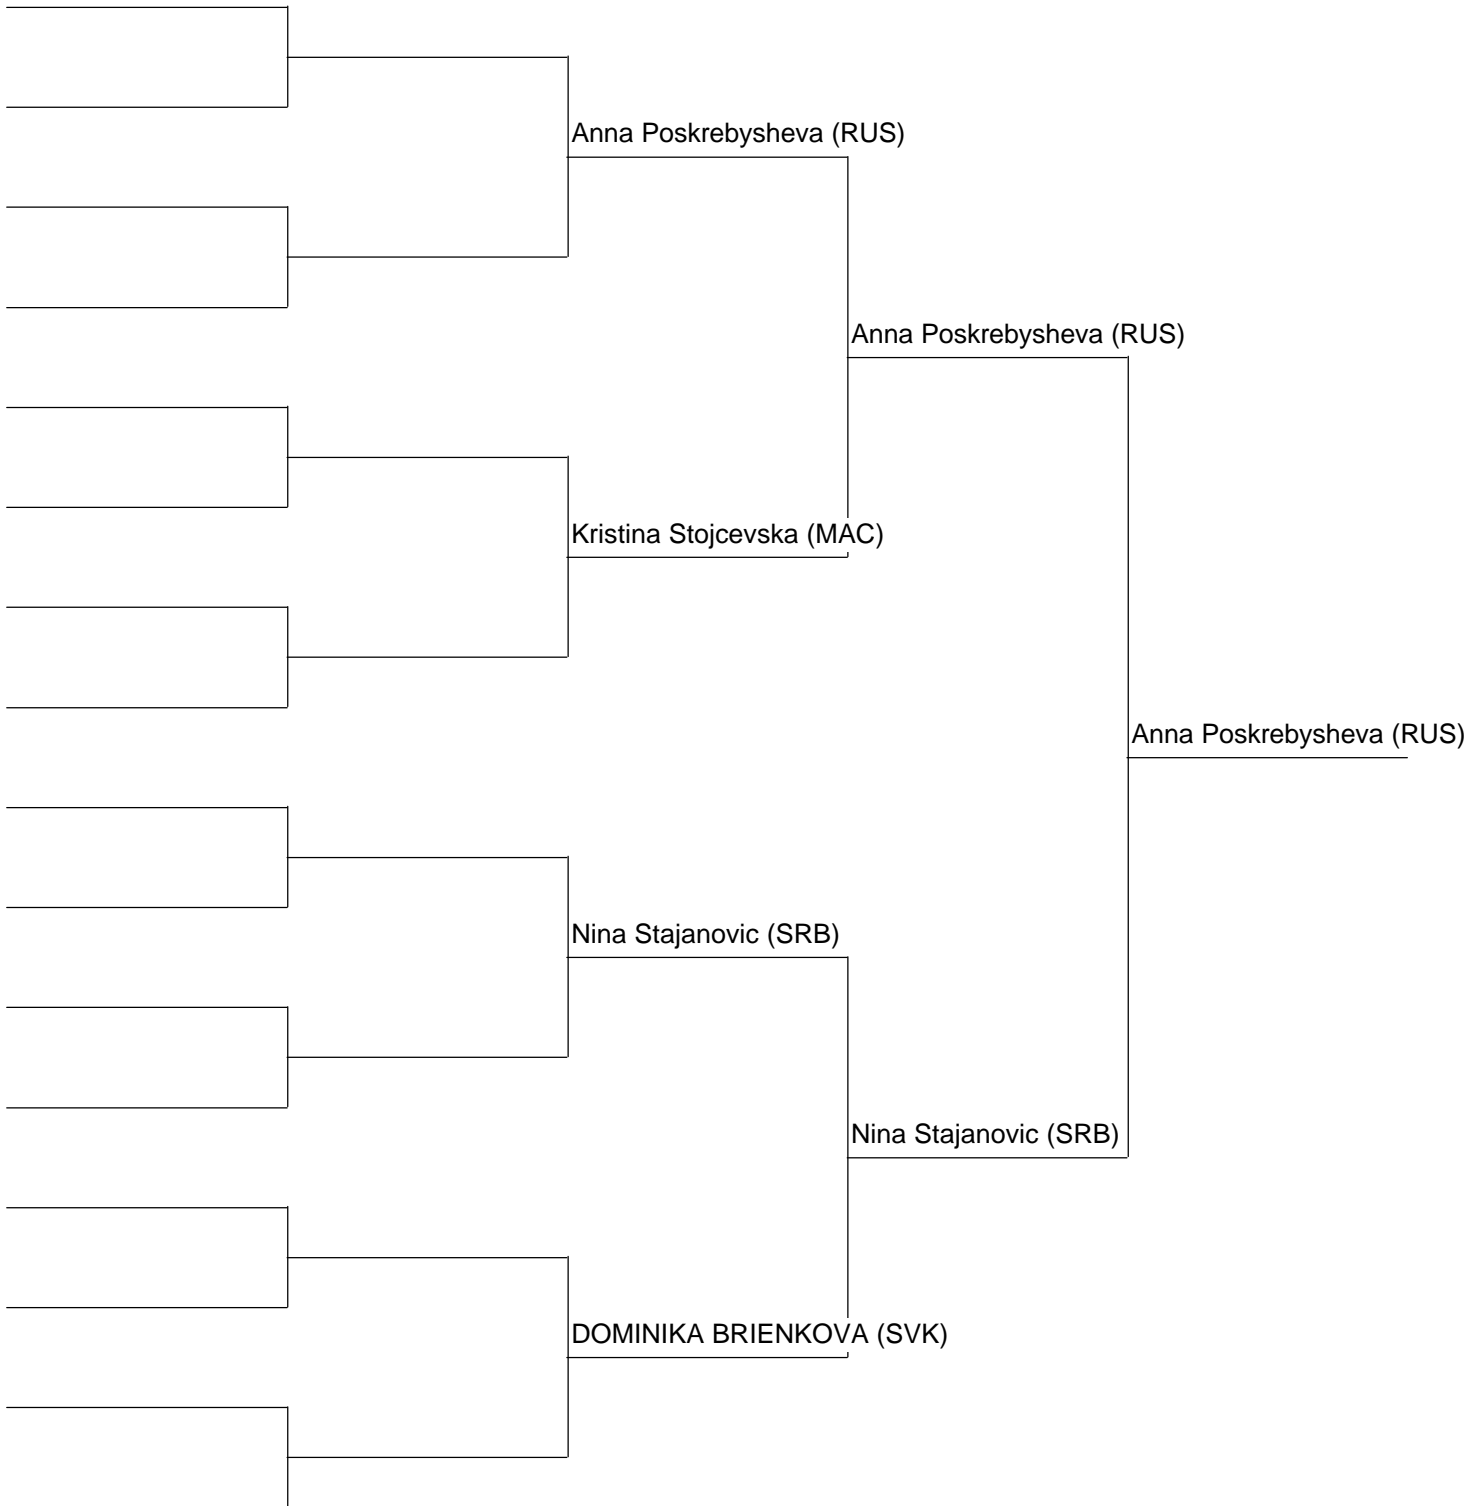 Anna Poskrebysheva (RUS)
Anna Poskrebysheva (RUS)
Kristina Stojcevska (MAC)
Anna Poskrebysheva (RUS)
Nina Stajanovic (SRB)
Nina Stajanovic (SRB)
DOMINIKA BRIENKOVA (SVK)